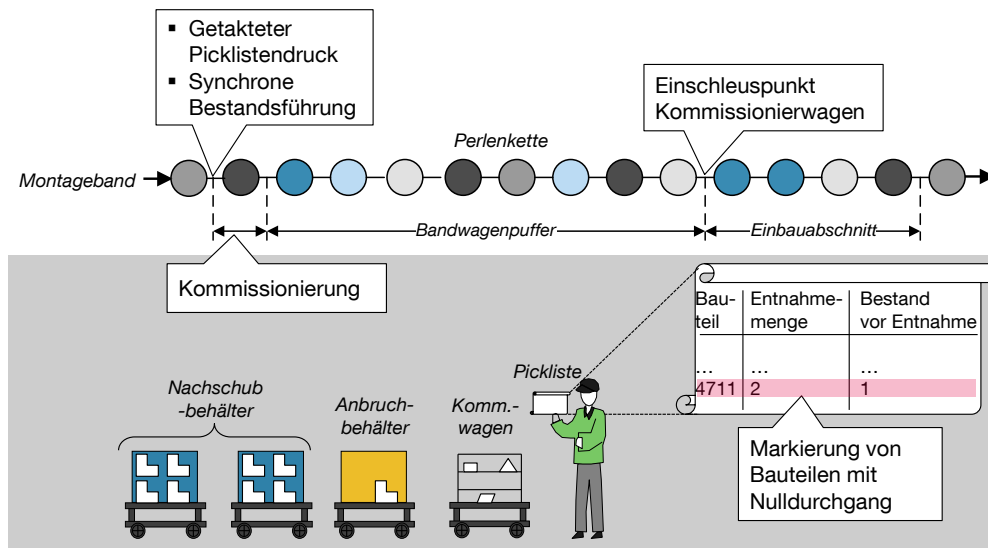 ▪ Getakteter
Picklistendruck
▪ Synchrone
Bestandsführung
Einschleuspunkt
Kommissionierwagen
Perlenkette
Montageband
Bandwagenpuffer
Einbauabschnitt
Kommissionierung
Bau-
teil
Entnahme-
menge
Bestand
vor Entnahme
... ... ...
4711 2 1
Pickliste
Nachschub
-behälter
Anbruch-
behälter
Komm.-
wagen
Markierung von
Bauteilen mit
Nulldurchgang